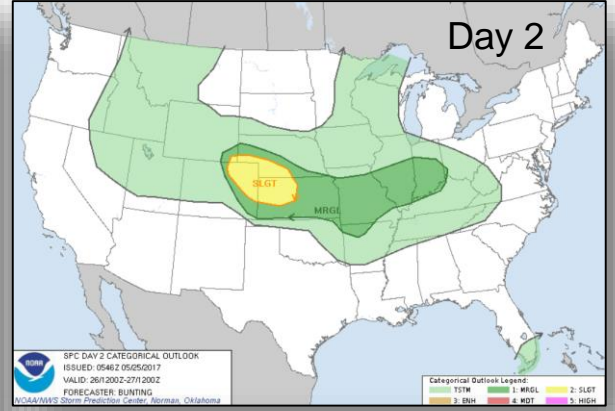 Day 2
SLGT
MRGL
NOAA
SPC DAY 2 CATEGORICAL OUTLOOK
ISSUED: 0546Z 05/25/2017
VALID: 26/1200Z-27/1200Z
FORECASTER: BUNTING
NOAA/NWS Storm Prediction Center, Norman, Oklahoma
Categorical Outlook Legend:
TSTM 1: MRGL 2: SLGT
3: ENH 4: MDT 5: HIGH